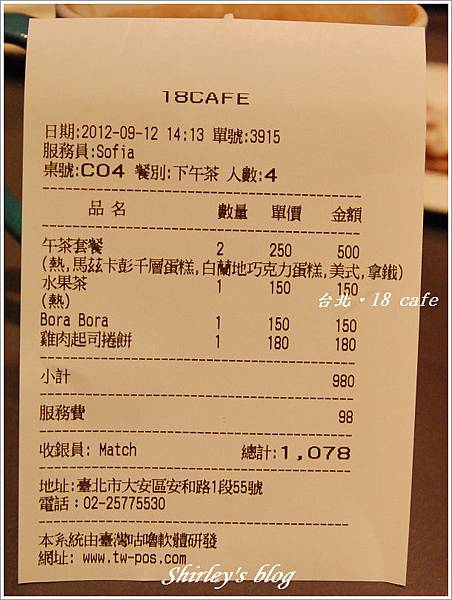 18CAFE
日期:2012-09-12 14:13 單號:3915
服務員:Sofia
桌號:C04 餐別:下午茶 人數:4
品名 數量 單價 金額
午茶套餐 2 250 500
(熱,馬茲卡彭千層蛋糕,白蘭地巧克力蛋糕,美式,拿鐵)
水果茶 1 150 150
(熱)
台北·18 cafe
Bora Bora 1 150 150
雞肉起司捲餅 1 180 180
小計 980
服務費 98
收銀員: Match 總計:1,078
地址:臺北市大安區安和路1段55號
電話:02-25775530
本系統由臺灣咕嚕軟體研發
網址: www.tw-pos.com
Shirley's blog